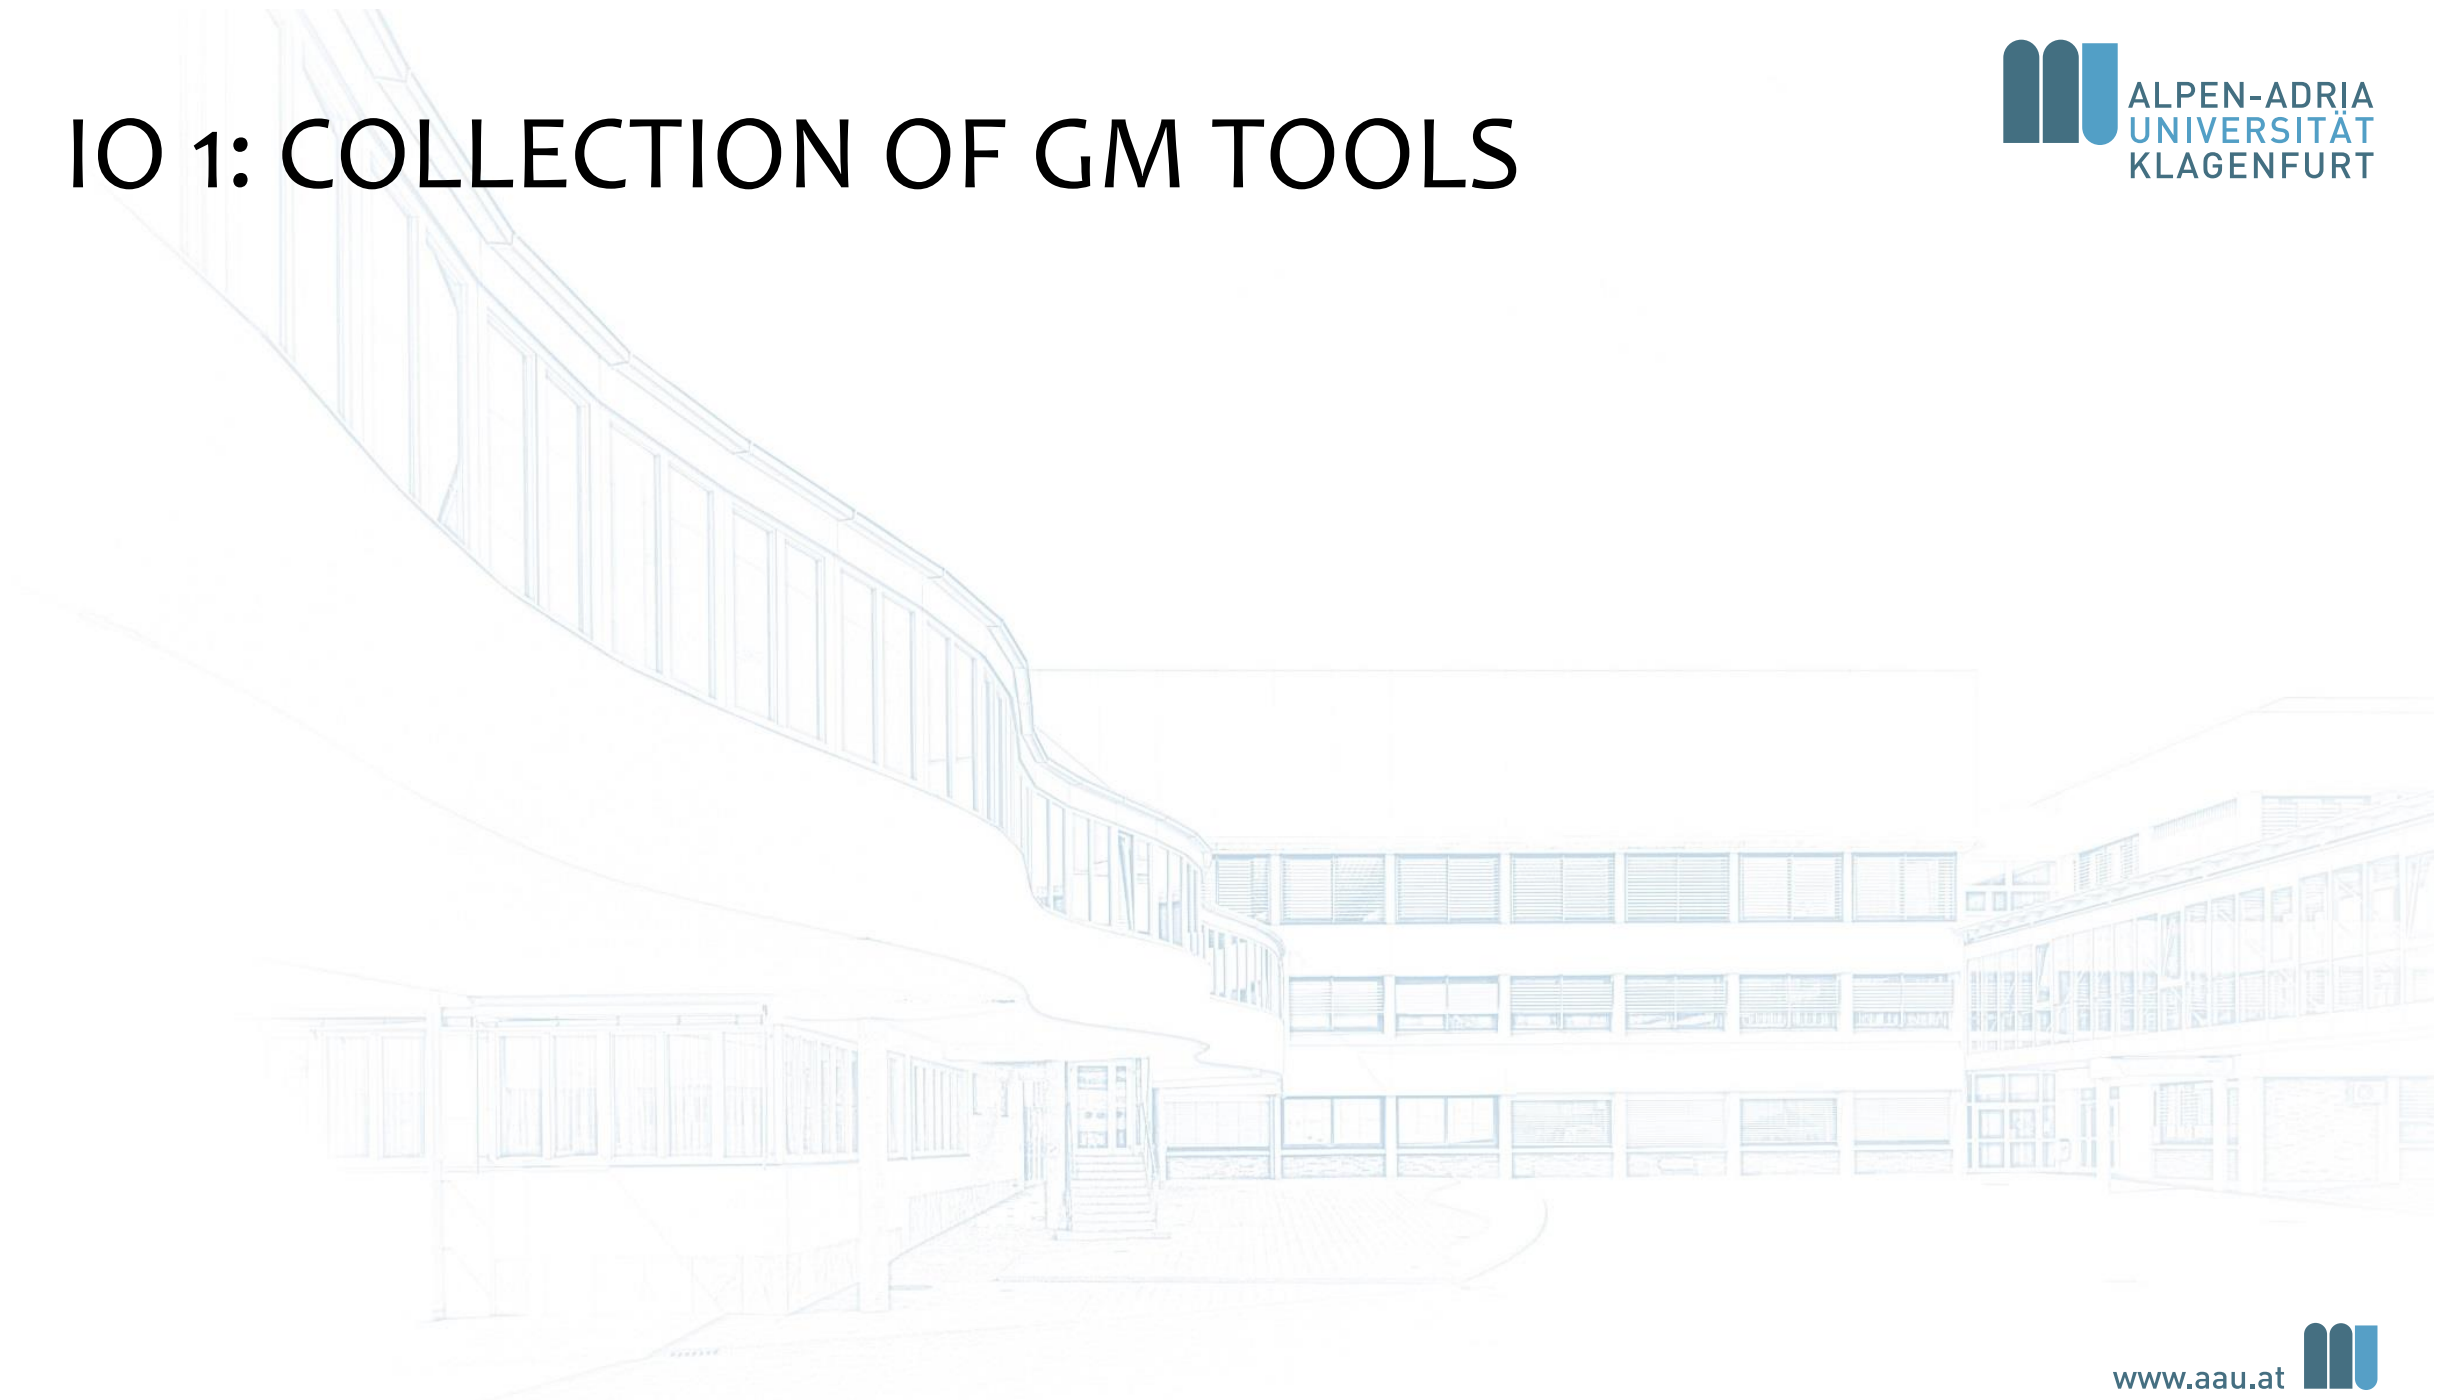 IO 1: COLLECTION OF GM TOOLS
ALPEN-ADRIA
UNIVERSITÄT
KLAGENFURT
www.aau.at